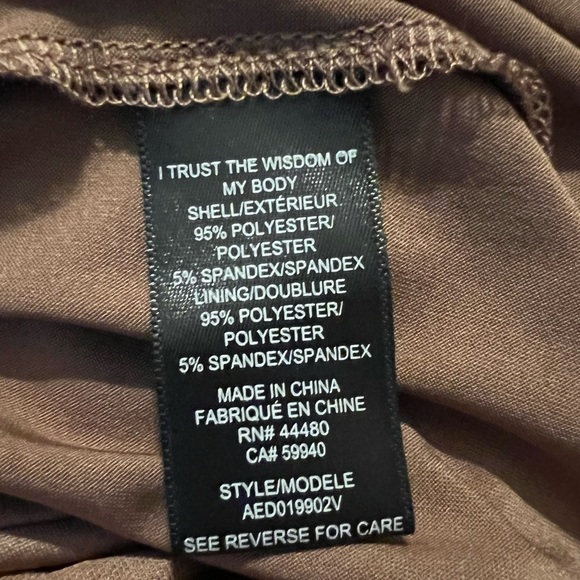 I TRUST THE WISDOM OF
MY BODY
SHELL/EXTÉRIEUR
95% POLYESTER/
POLYESTER
5% SPANDEX/SPANDEX
LINING/DOUBLURE
95% POLYESTER/
POLYESTER
5% SPANDEX/SPANDEX
MADE IN CHINA
FABRIQUÉ EN CHINE
RN# 44480
CA# 59940
STYLE/MODELE
AED019902V
SEE REVERSE FOR CARE